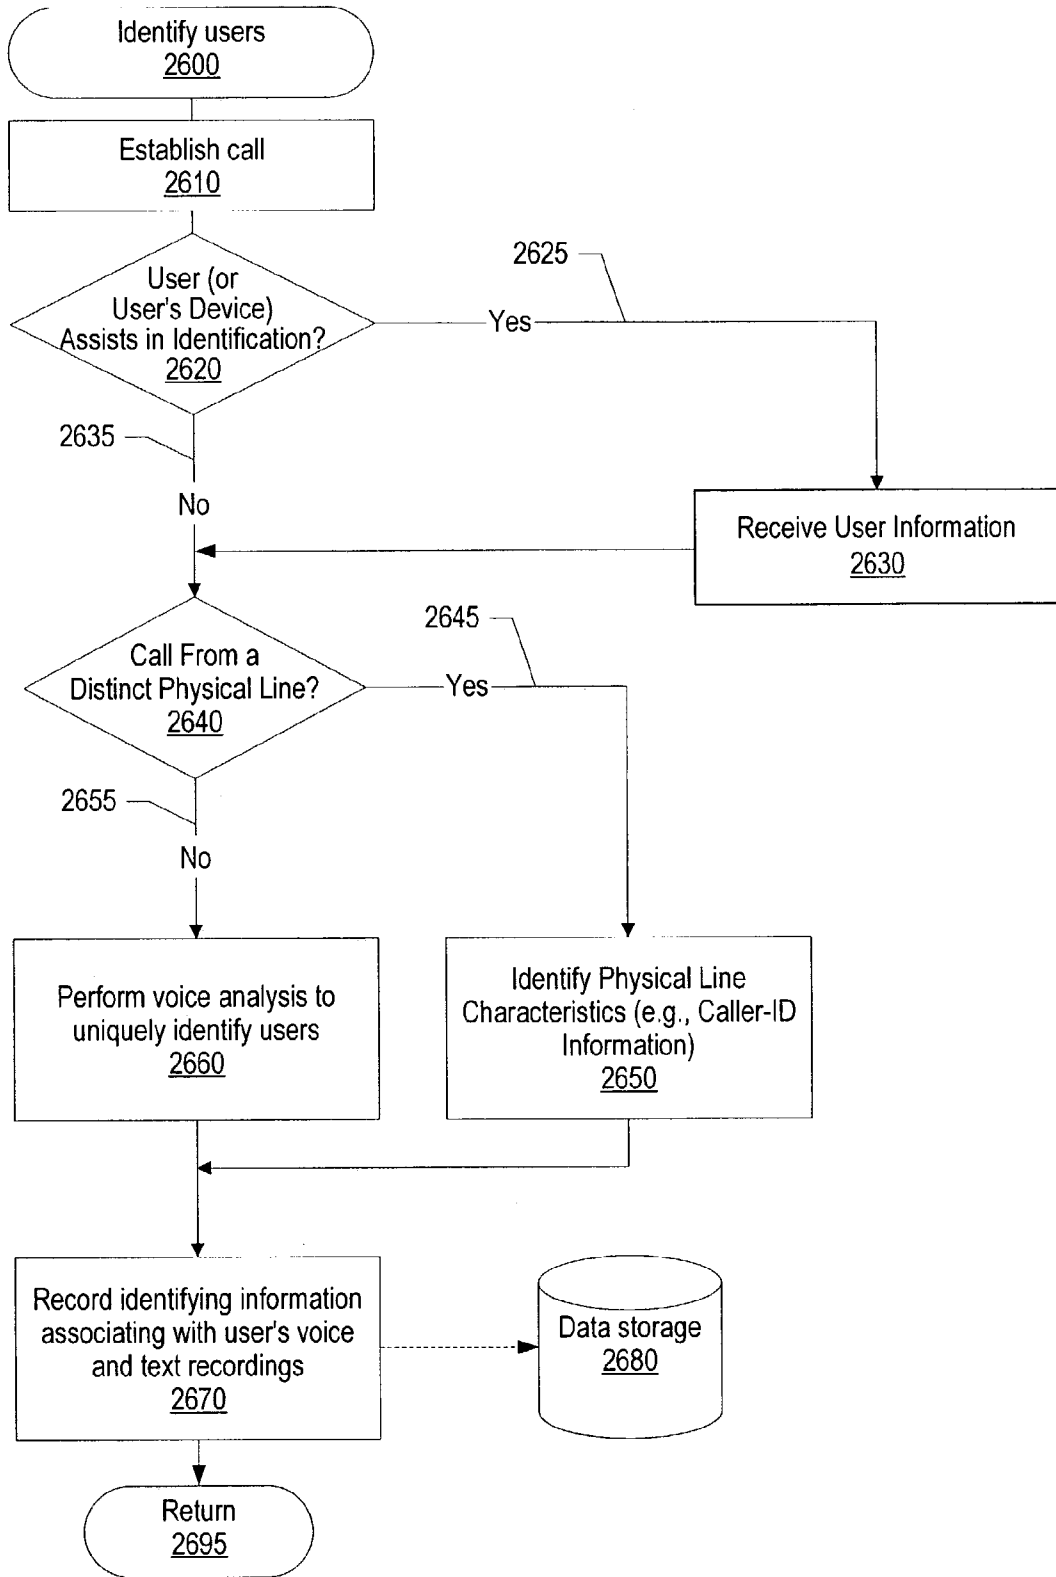 Identify users
2600
Establish call
2610
User (or
User's Device)
Assists in Identification?
2620
2625
Yes
2635
No
Receive User Information
2630
Call From a
Distinct Physical Line?
2640
2645
Yes
2655
No
Perform voice analysis to
uniquely identify users
2660
Identify Physical Line
Characteristics (e.g., Caller-ID
Information)
2650
Record identifying information
associating with user's voice
and text recordings
2670
Data storage
2680
Return
2695